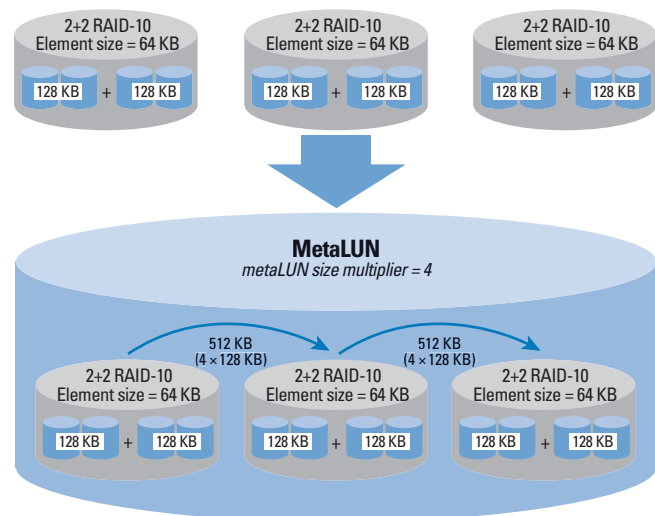 2+2 RAID-10
Element size = 64 KB
128 KB + 128 KB
2+2 RAID-10
Element size = 64 KB
128 KB + 128 KB
2+2 RAID-10
Element size = 64 KB
128 KB + 128 KB
MetaLUN
metaLUN size multiplier = 4
512 KB
(4 × 128 KB)
512 KB
(4 × 128 KB)
2+2 RAID-10
Element size = 64 KB
128 KB + 128 KB
2+2 RAID-10
Element size = 64 KB
128 KB + 128 KB
2+2 RAID-10
Element size = 64 KB
128 KB + 128 KB